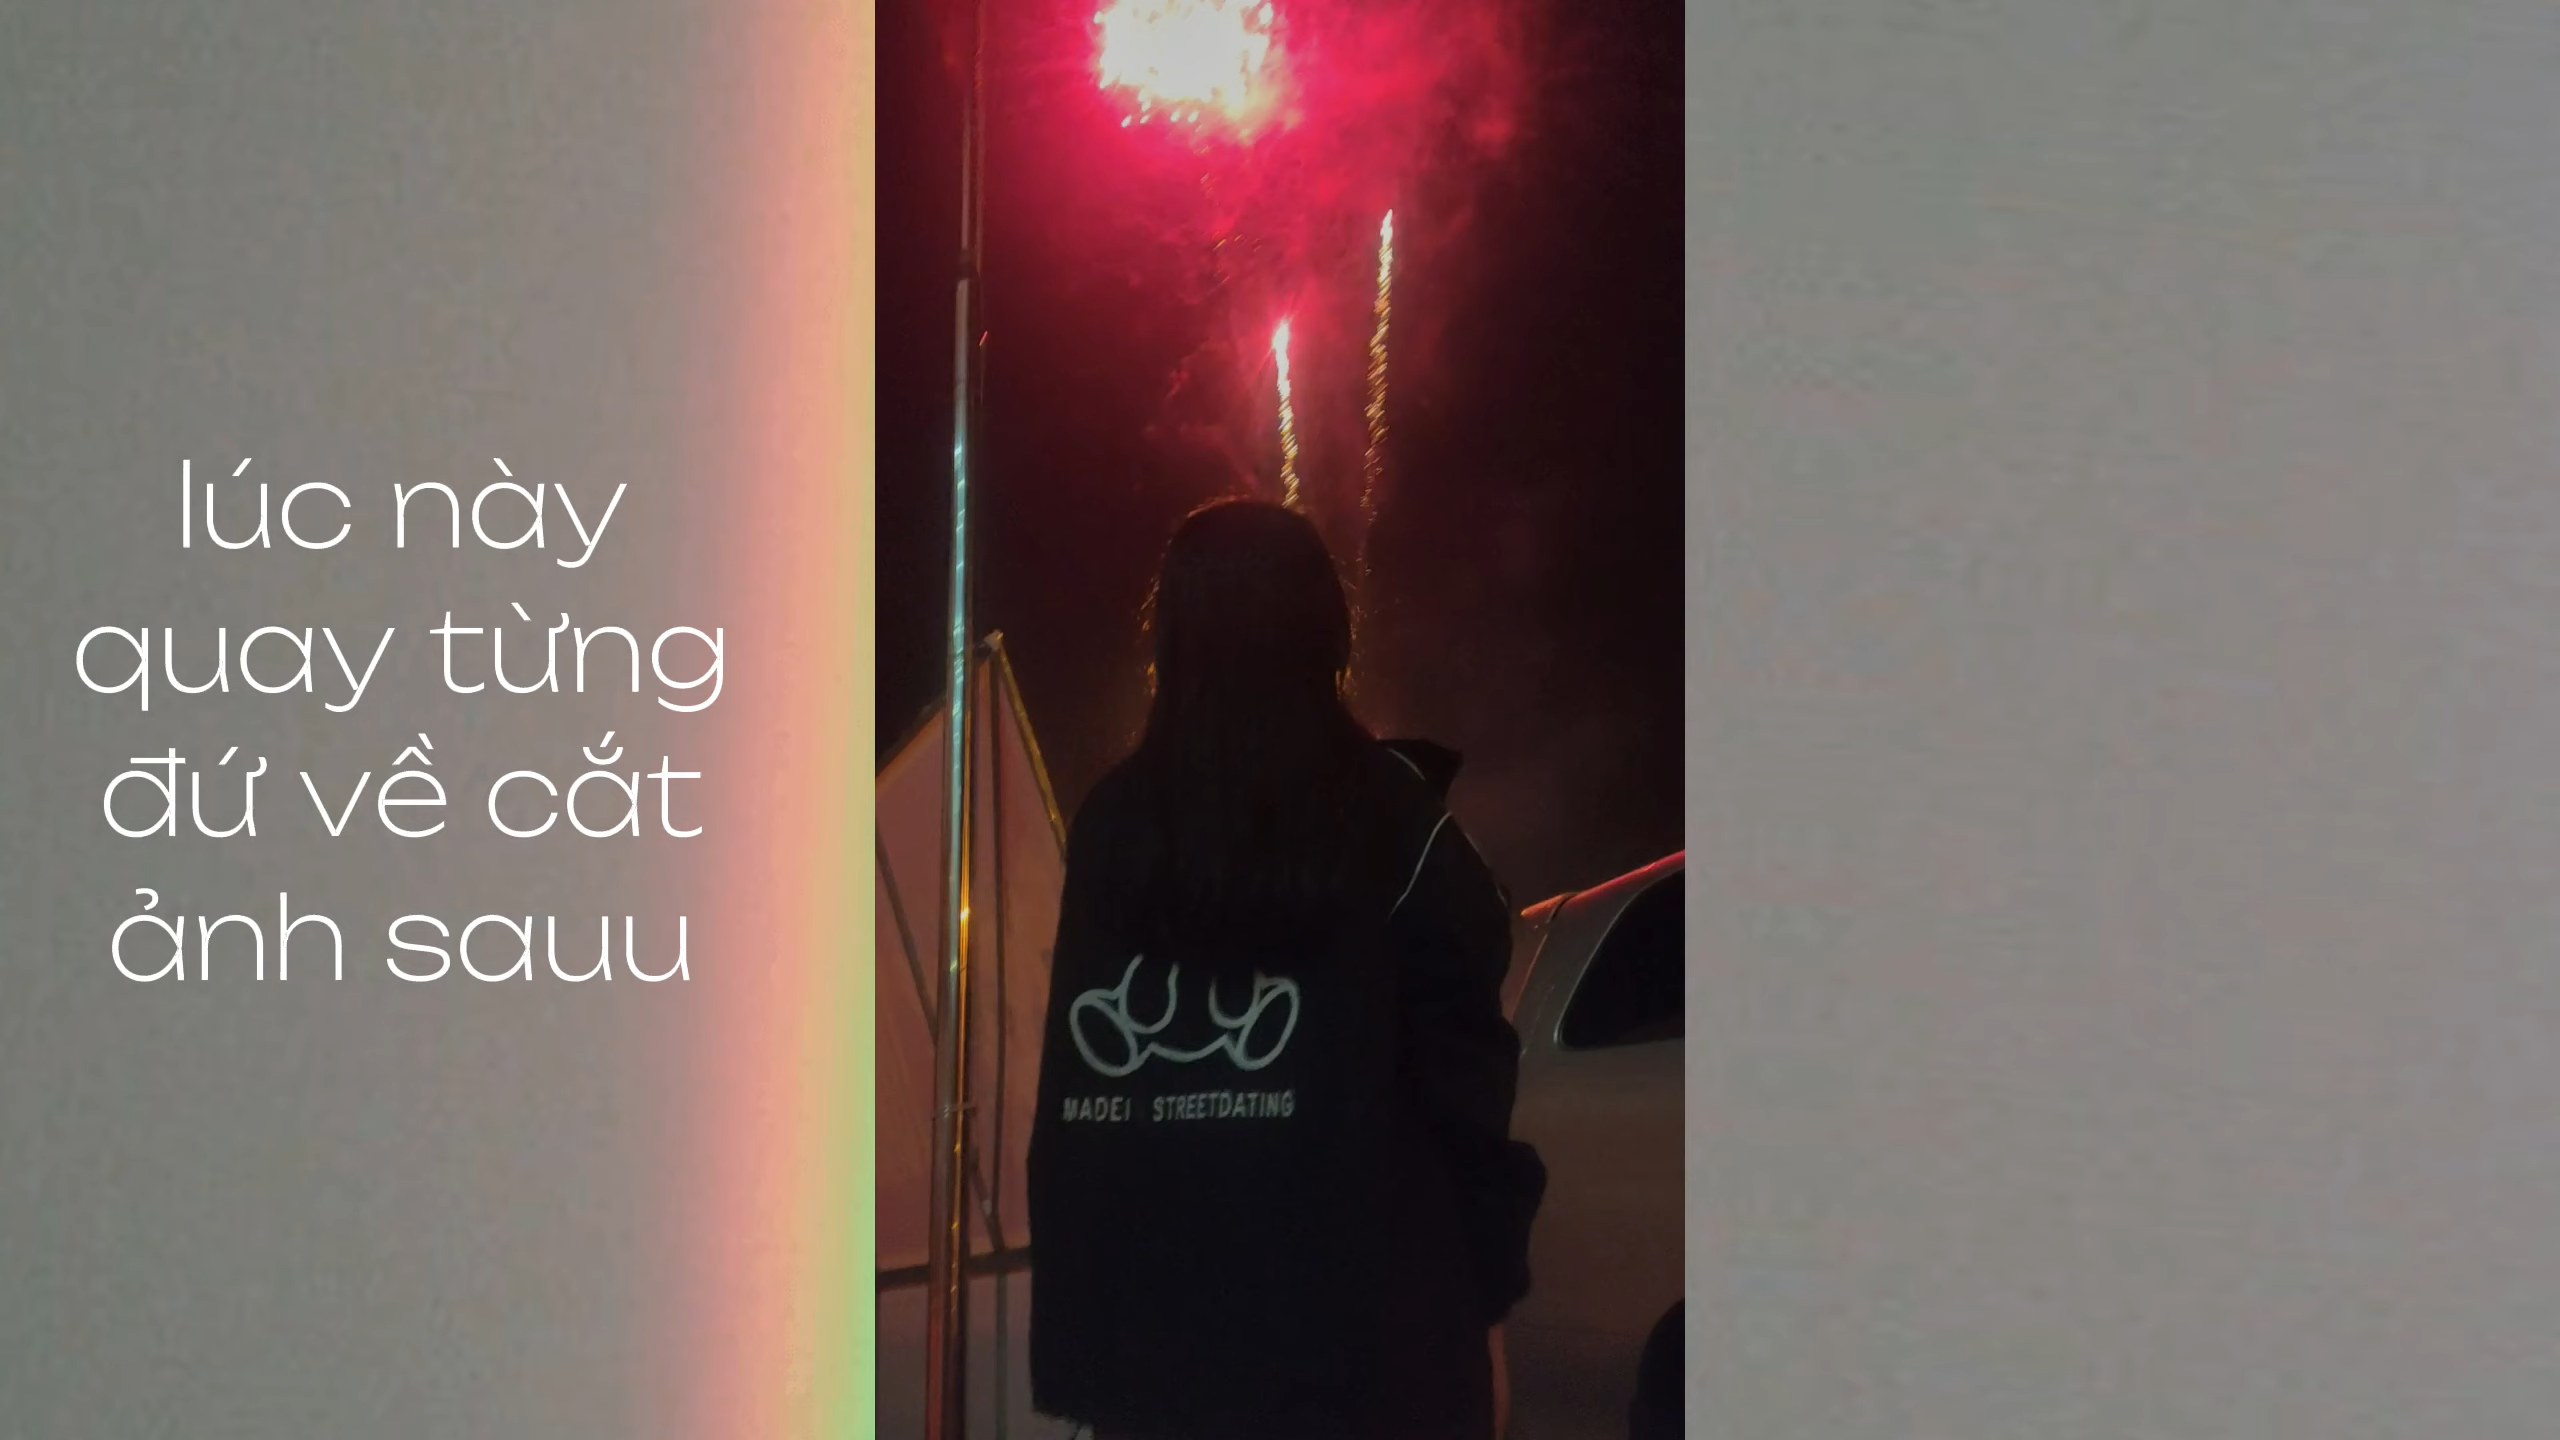 lúc này
quay từng
đứ về cắt
ảnh sauu
MADEI STREETDATING